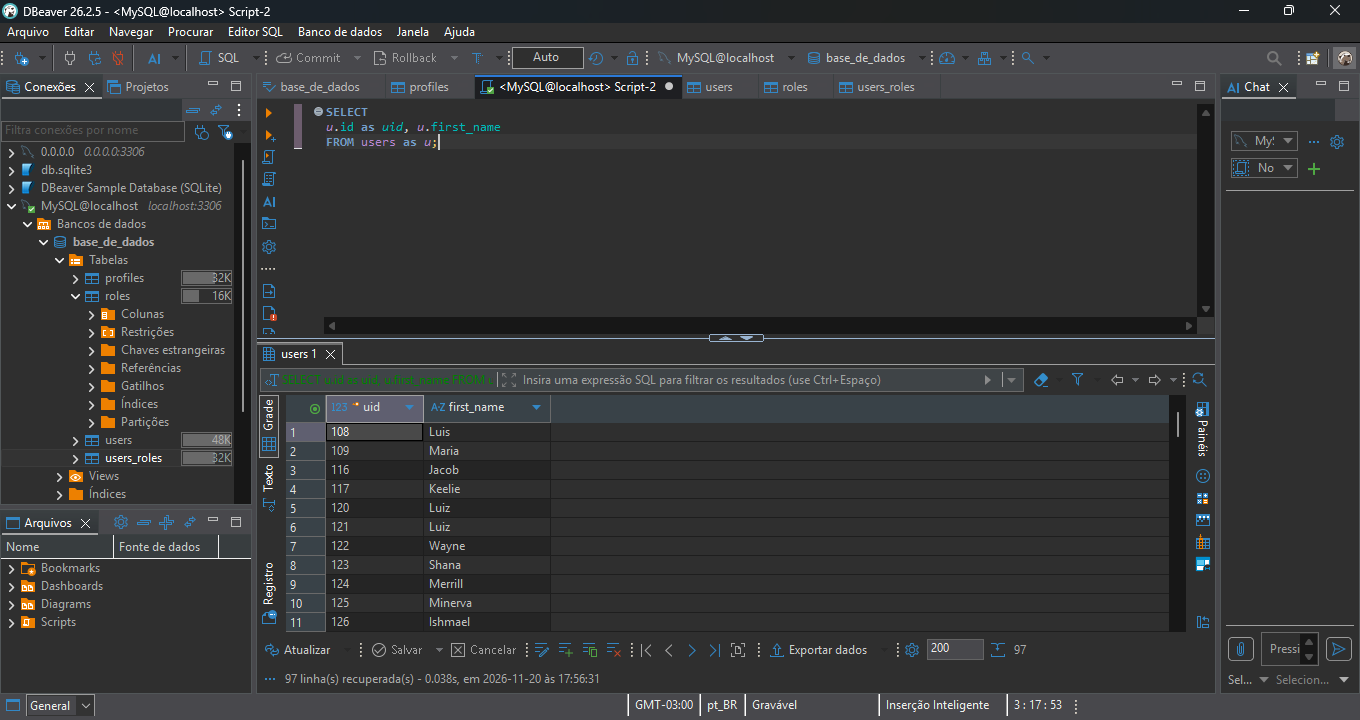 DBeaver 26.2.5 - <MySQL@localhost> Script-2
Arquivo Editar Navegar Procurar Editor SQL Banco de dados Janela Ajuda
AI SQL Commit Rollback T Auto MySQL@localhost base_de_dados
Conexões Projetos
base_de_dados profiles <MySQL@localhost> Script-2 users roles users_roles
AI Chat
Filtra conexões por nome
0.0.0.0 0.0.0.0:3306
db.sqlite3
DBeaver Sample Database (SQLite)
MySQL@localhost localhost:3306
Bancos de dados
base_de_dados
Tabelas
profiles 32K
roles 16K
Colunas
Restrições
Chaves estrangeiras
Referências
Gatilhos
Índices
Partições
users 48K
users_roles 32K
Views
Índices
AI
SELECT
u.id as uid, u.first_name
FROM users as u;
My:
No
users 1
SELECT u.id as uid, u.first_name FROM u
Insira uma expressão SQL para filtrar os resultados (use Ctrl+Espaço)
Grade
Texto
Registro
123 uid A-Z first_name
1 108 Luis
2 109 Maria
3 116 Jacob
4 117 Keelie
5 120 Luiz
6 121 Luiz
7 122 Wayne
8 123 Shana
9 124 Merrill
10 125 Minerva
11 126 Ishmael
Painéis
Arquivos
Nome Fonte de dados
Bookmarks
Dashboards
Diagrams
Scripts
Atualizar Salvar Cancelar Exportar dados 200 97
97 linha(s) recuperada(s) - 0.038s, em 2026-11-20 às 17:56:31
Pressi
Sel... Selecion...
General
GMT-03:00 pt_BR Gravável Inserção Inteligente 3 : 17 : 53